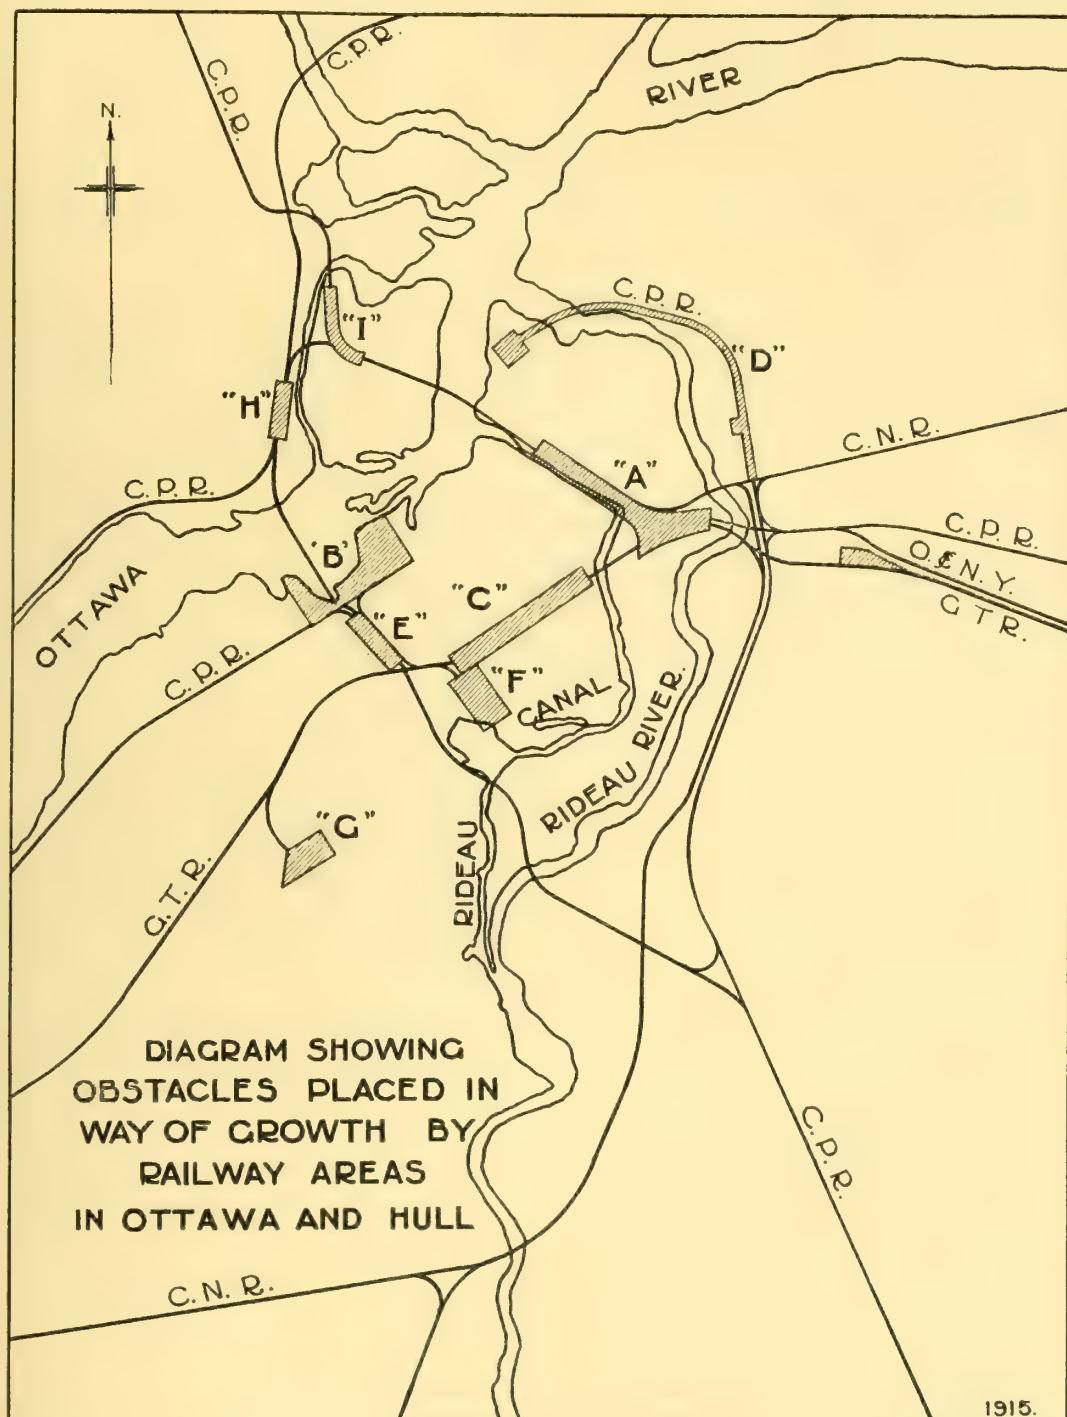 C.P.R.
C.P.R.
RIVER
N.
C.P.R.
"I"
"D"
"H"
C.N.R.
"A"
C.P.R.
C.P.R.
'B'
O.&N.Y.
"C"
G T R.
OTTAWA
"E"
C.P.R.
"F"
CANAL
RIDEAU RIVER.
"G"
RIDEAU
G.T.R.
DIAGRAM SHOWING
OBSTACLES PLACED IN
WAY OF GROWTH BY
RAILWAY AREAS
IN OTTAWA AND HULL
C.P.R.
C.N.R.
1915.